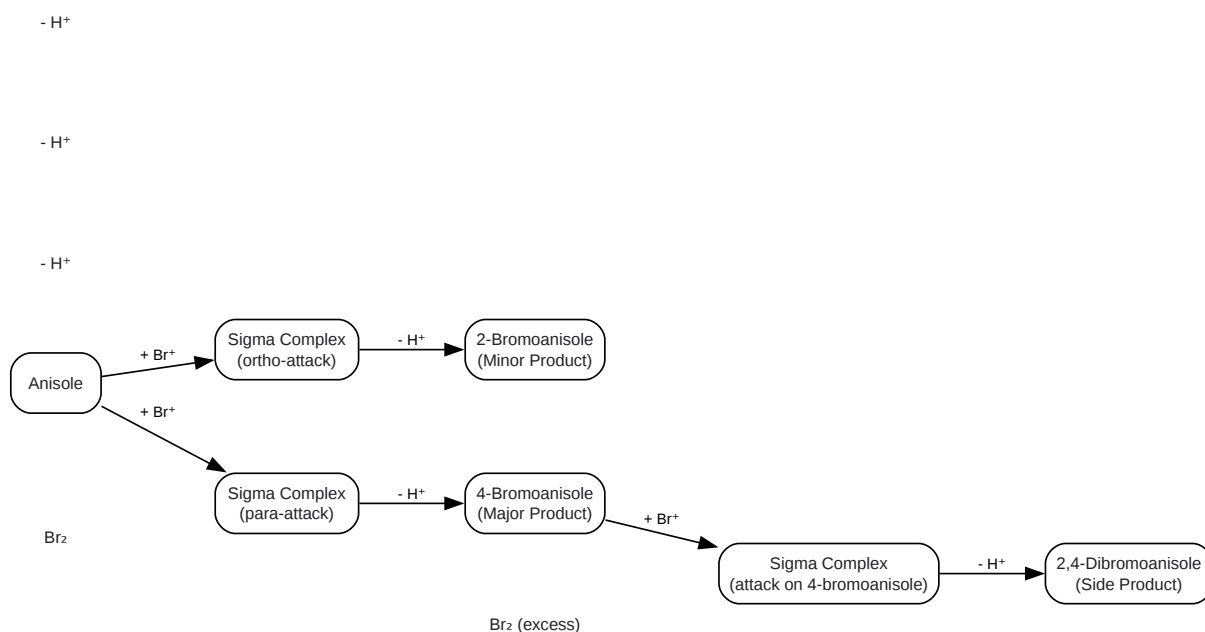 - H⁺
- H⁺
- H⁺
Sigma Complex
(ortho-attack)
- H⁺
2-Bromoanisole
(Minor Product)
+ Br⁺
Anisole
+ Br⁺
Sigma Complex
(para-attack)
- H⁺
4-Bromoanisole
(Major Product)
+ Br⁺
Br₂
Sigma Complex
(attack on 4-bromoanisole)
- H⁺
2,4-Dibromoanisole
(Side Product)
Br₂ (excess)